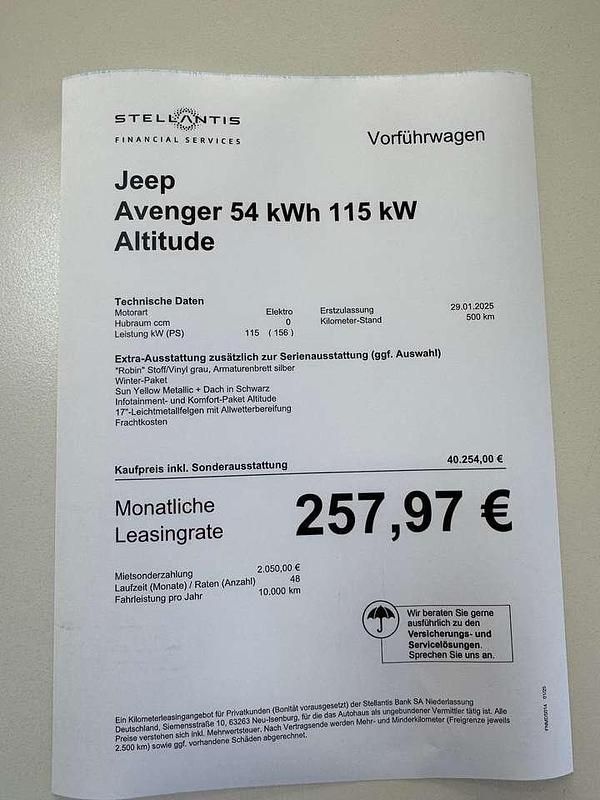 STELLANTIS
FINANCIAL SERVICES
Vorführwagen
Jeep
Avenger 54 kWh 115 kW
Altitude
Technische Daten
Motorart Elektro
Hubraum ccm 0
Leistung kW (PS) 115 ( 156 )
Erstzulassung 29.01.2025
Kilometer-Stand 500 km
Extra-Ausstattung zusätzlich zur Serienausstattung (ggf. Auswahl)
"Robin" Stoff/Vinyl grau, Armaturenbrett silber
Winter-Paket
Sun Yellow Metallic + Dach in Schwarz
Infotainment- und Komfort-Paket Altitude
17"-Leichtmetallfelgen mit Allwetterbereifung
Frachtkosten
Kaufpreis inkl. Sonderausstattung 40.254,00 €
Monatliche
Leasingrate
257,97 €
Mietsonderzahlung 2.050,00 €
Laufzeit (Monate) / Raten (Anzahl) 48
Fahrleistung pro Jahr 10.000 km
Wir beraten Sie gerne
ausführlich zu den
Versicherungs- und
Servicelösungen.
Sprechen Sie uns an.
Ein Kilometerleasingangebot für Privatkunden (Bonität vorausgesetzt) der Stellantis Bank SA Niederlassung
Deutschland, Siemensstraße 10, 63263 Neu-Isenburg, für die das Autohaus als ungebundener Vermittler tätig ist. Alle
Preise verstehen sich inkl. Mehrwertsteuer. Nach Vertragsende werden Mehr- und Minderkilometer (Freigrenze jeweils
2.500 km) sowie ggf. vorhandene Schäden abgerechnet.
01/25